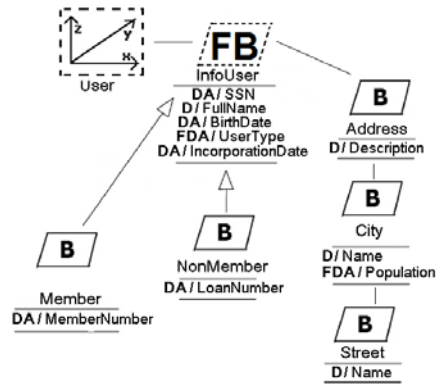 z
y
x
User
FB
InfoUser
DA / SSN
D / FullName
DA / BirthDate
FDA / UserType
DA / IncorporationDate
B
Address
D / Description
B
City
D / Name
FDA / Population
B
Street
D / Name
B
Member
DA / MemberNumber
B
NonMember
DA / LoanNumber